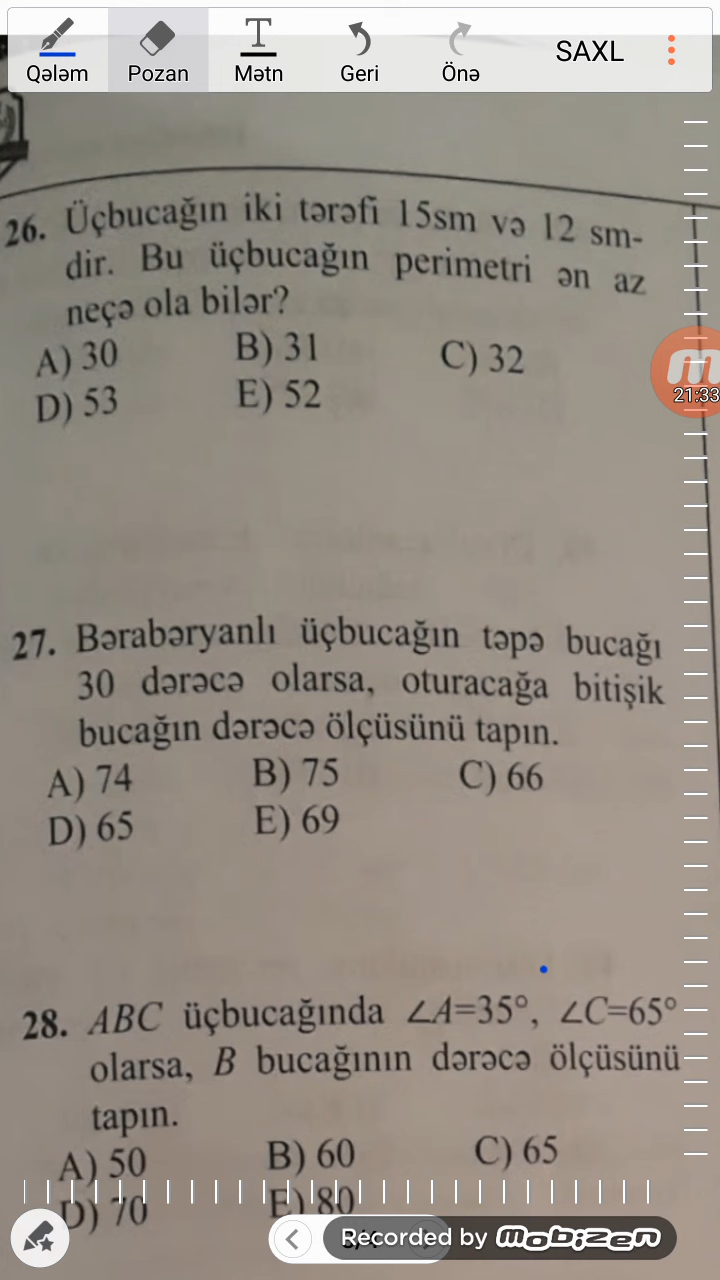 Qələm Pozan Mətn Geri Önə SAXL
26. Üçbucağın iki tərəfi 15sm və 12 sm-
dir. Bu üçbucağın perimetri ən az
neçə ola bilər?
A) 30 B) 31 C) 32
D) 53 E) 52
21:33
27. Bərabəryanlı üçbucağın təpə bucağı
30 dərəcə olarsa, oturacağa bitişik
bucağın dərəcə ölçüsünü tapın.
A) 74 B) 75 C) 66
D) 65 E) 69
28. ABC üçbucağında ∠A=35°, ∠C=65°
olarsa, B bucağının dərəcə ölçüsünü
tapın.
A) 50 B) 60 C) 65
D) 70 E) 80
Recorded by mobizen